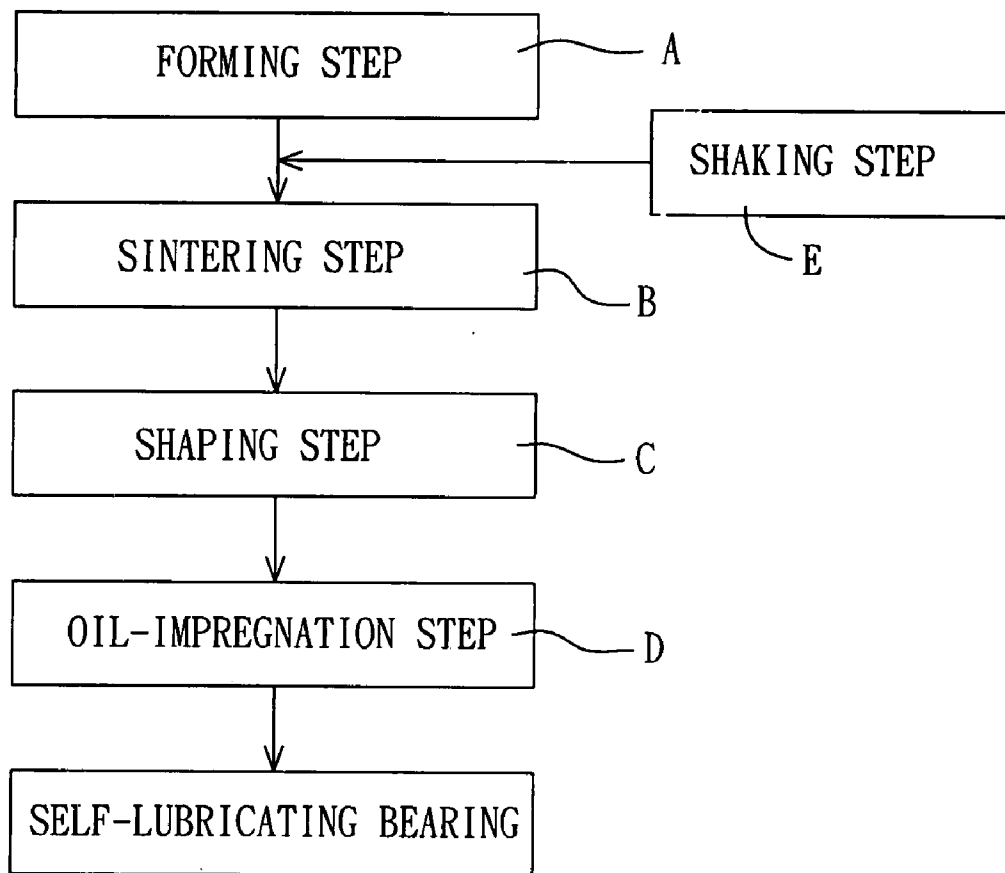 FORMING STEP
A
SHAKING STEP
E
SINTERING STEP
B
SHAPING STEP
C
OIL-IMPREGNATION STEP
D
SELF-LUBRICATING BEARING